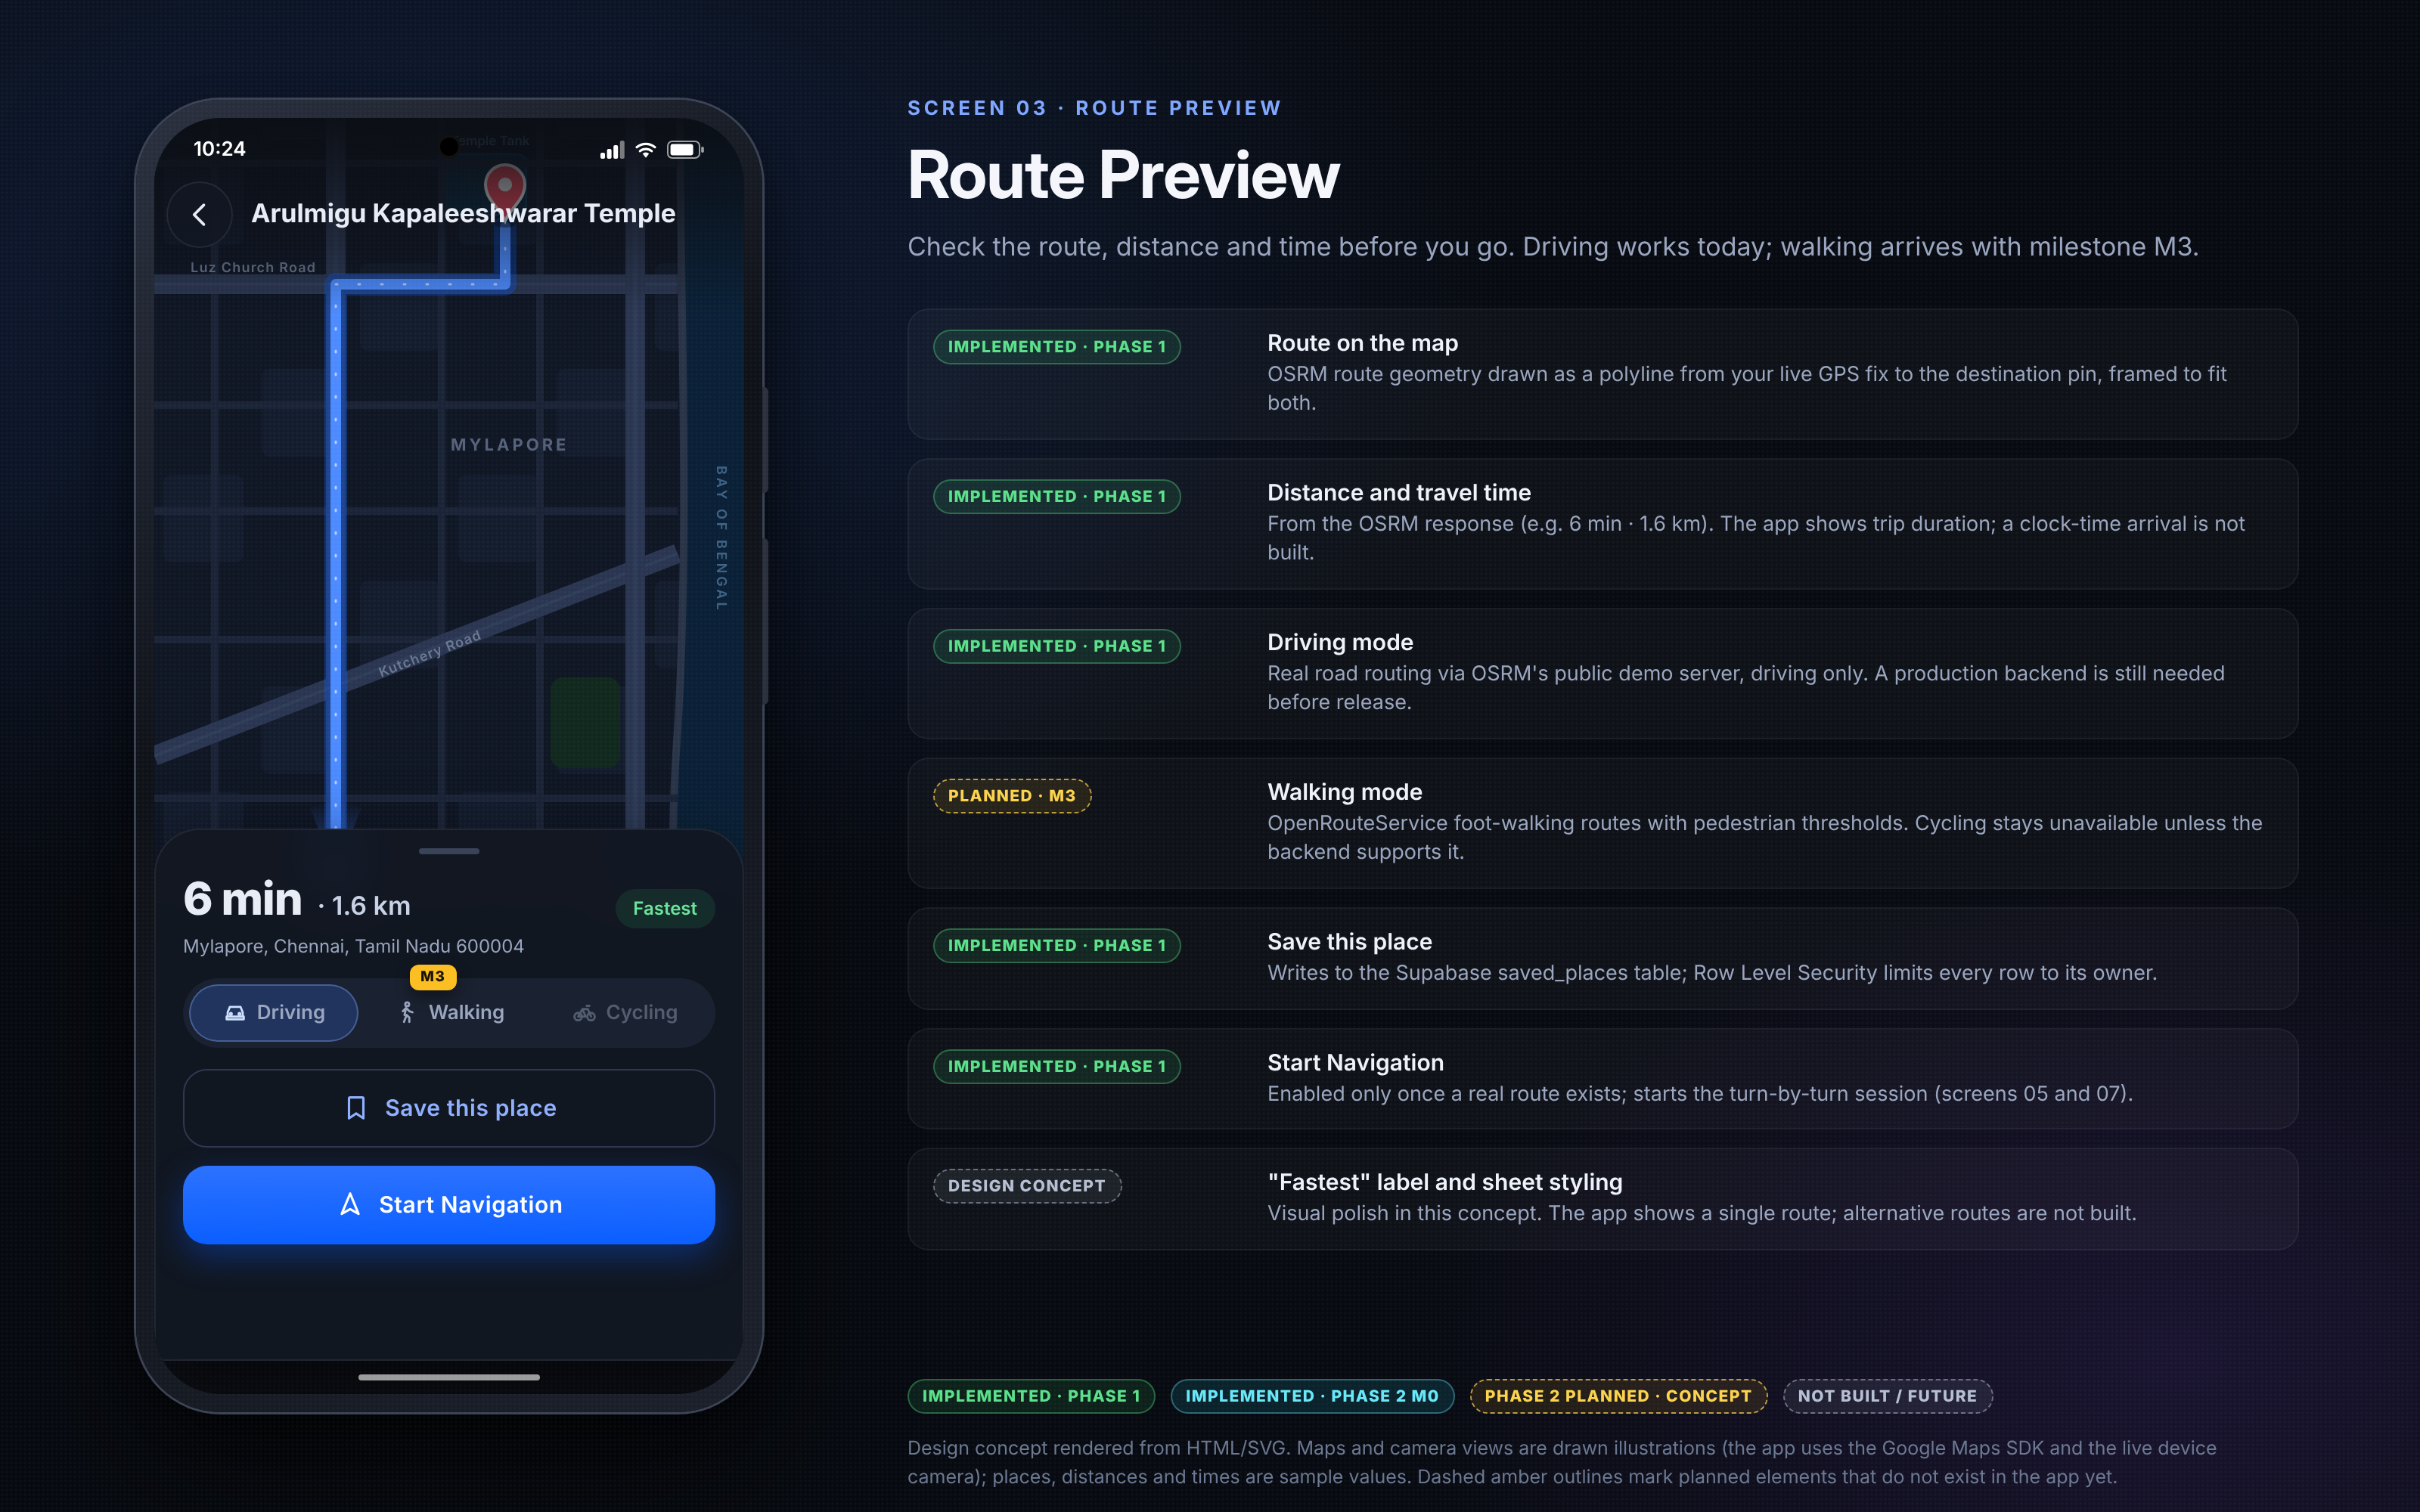 10:24
Temple Tank
Arulmigu Kapaleeshwarar Temple
Luz Church Road
MYLAPORE
BAY OF BENGAL
Kutchery Road
6 min · 1.6 km
Fastest
Mylapore, Chennai, Tamil Nadu 600004
M3
Driving
Walking
Cycling
Save this place
Start Navigation
SCREEN 03 · ROUTE PREVIEW
Route Preview
Check the route, distance and time before you go. Driving works today; walking arrives with milestone M3.
IMPLEMENTED · PHASE 1
Route on the map
OSRM route geometry drawn as a polyline from your live GPS fix to the destination pin, framed to fit
both.
IMPLEMENTED · PHASE 1
Distance and travel time
From the OSRM response (e.g. 6 min · 1.6 km). The app shows trip duration; a clock-time arrival is not
built.
IMPLEMENTED · PHASE 1
Driving mode
Real road routing via OSRM's public demo server, driving only. A production backend is still needed
before release.
PLANNED · M3
Walking mode
OpenRouteService foot-walking routes with pedestrian thresholds. Cycling stays unavailable unless the
backend supports it.
IMPLEMENTED · PHASE 1
Save this place
Writes to the Supabase saved_places table; Row Level Security limits every row to its owner.
IMPLEMENTED · PHASE 1
Start Navigation
Enabled only once a real route exists; starts the turn-by-turn session (screens 05 and 07).
DESIGN CONCEPT
"Fastest" label and sheet styling
Visual polish in this concept. The app shows a single route; alternative routes are not built.
IMPLEMENTED · PHASE 1
IMPLEMENTED · PHASE 2 M0
PHASE 2 PLANNED · CONCEPT
NOT BUILT / FUTURE
Design concept rendered from HTML/SVG. Maps and camera views are drawn illustrations (the app uses the Google Maps SDK and the live device
camera); places, distances and times are sample values. Dashed amber outlines mark planned elements that do not exist in the app yet.